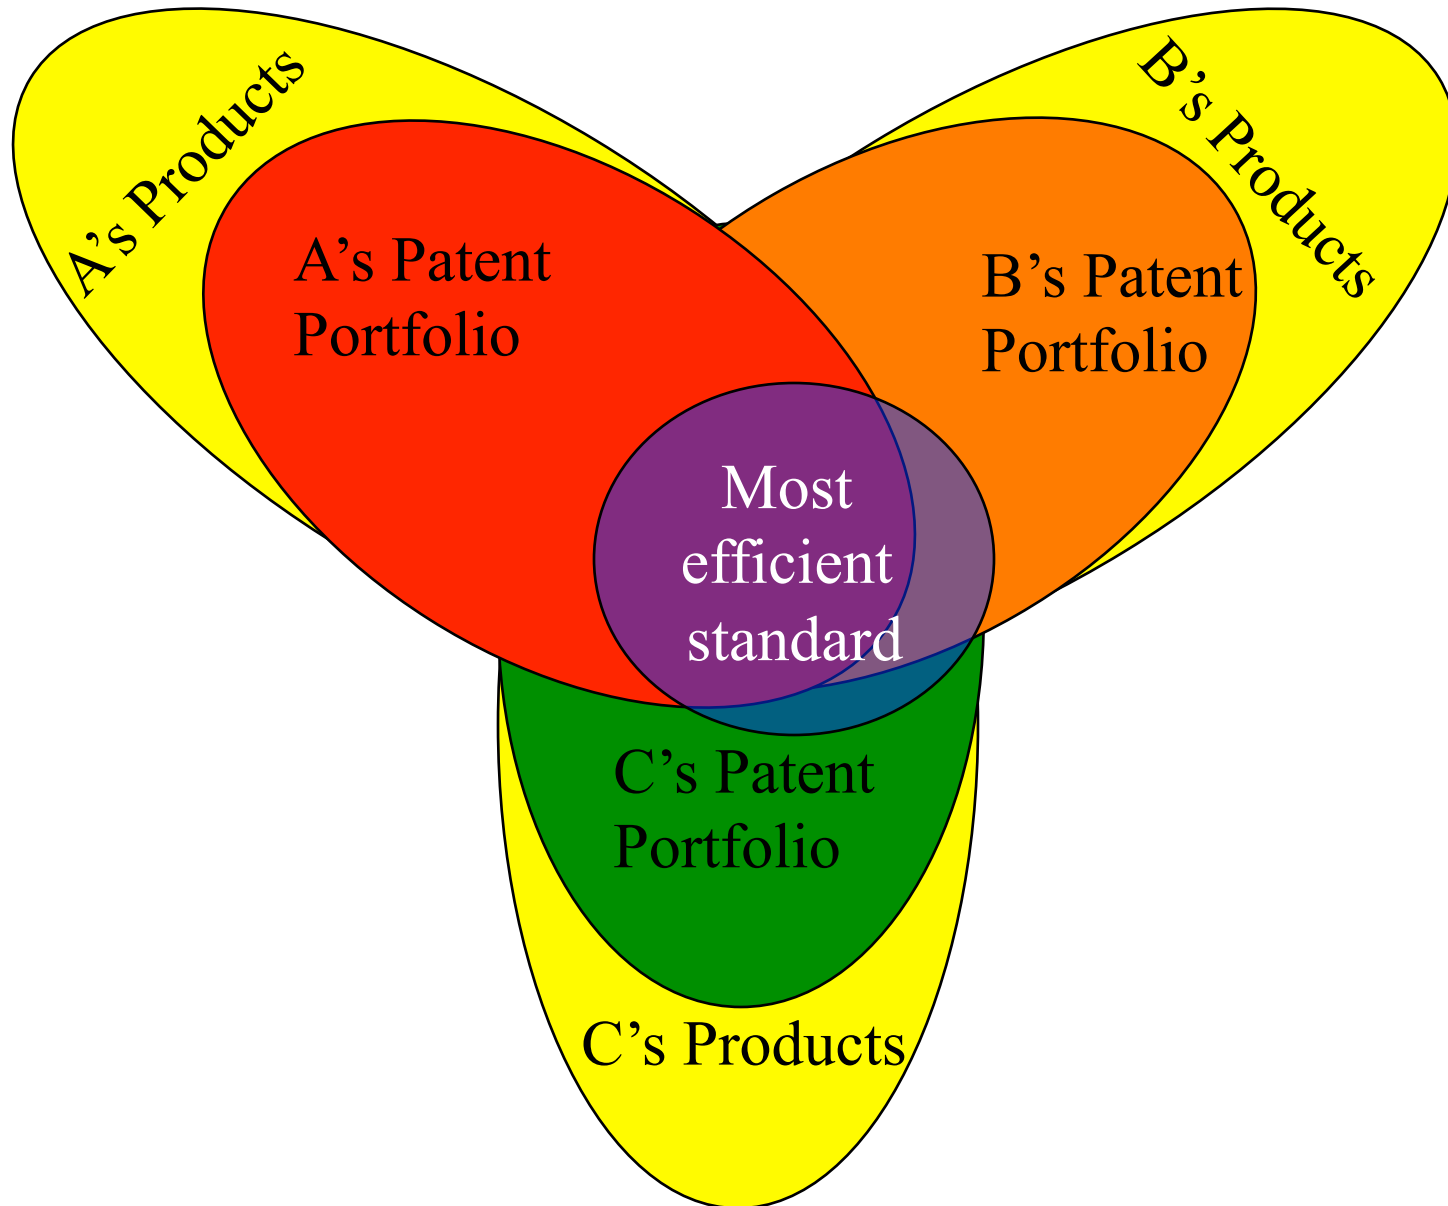 A’s Products
B’s Products
A’s Patent
Portfolio
B’s Patent
Portfolio
Most
efficient
standard
C’s Patent
Portfolio
C’s Products